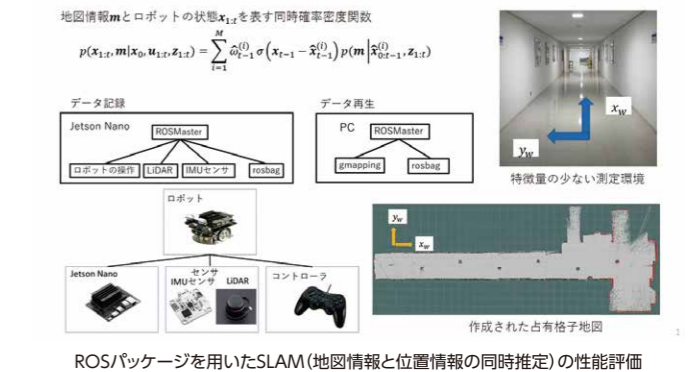 地図情報mとロボットの状態x1:tを表す同時確率密度関数
p(x1:t, m|x0, u1:t, z1:t) = ∑_{i=1}^{M} ω̂_{t-1}^{(i)} σ(x_{t-1} − x̂_{t-1}^{(i)}) p(m|x̂_{0:t-1}^{(i)}, z1:t)
データ記録
Jetson Nano
ROSMaster
ロボットの操作 LiDAR IMUセンサ rosbag
データ再生
PC
ROSMaster
gmapping rosbag
xw
yw
特徴量の少ない測定環境
ロボット
Jetson Nano
センサ
IMUセンサ LiDAR
コントローラ
yw
xw
作成された占有格子地図
1
ROSパッケージを用いたSLAM(地図情報と位置情報の同時推定)の性能評価